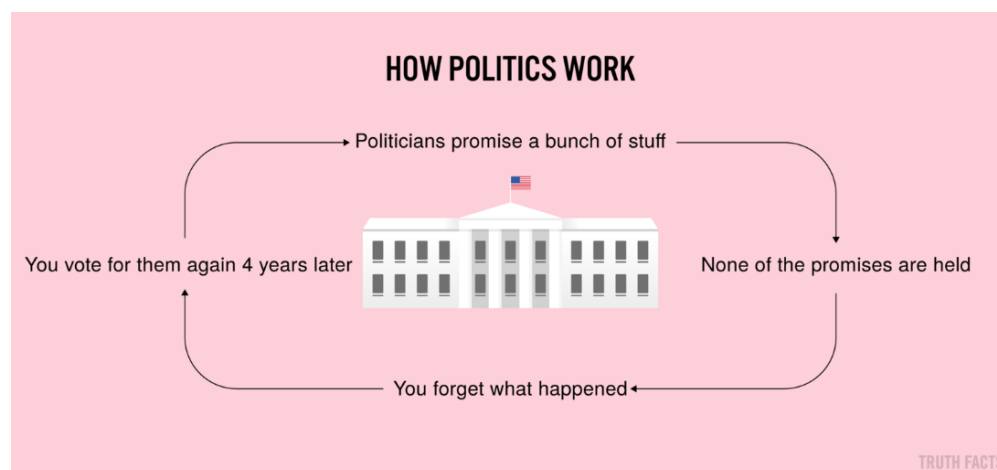 HOW POLITICS WORK
Politicians promise a bunch of stuff
None of the promises are held
You forget what happened
You vote for them again 4 years later
TRUTH FACTS